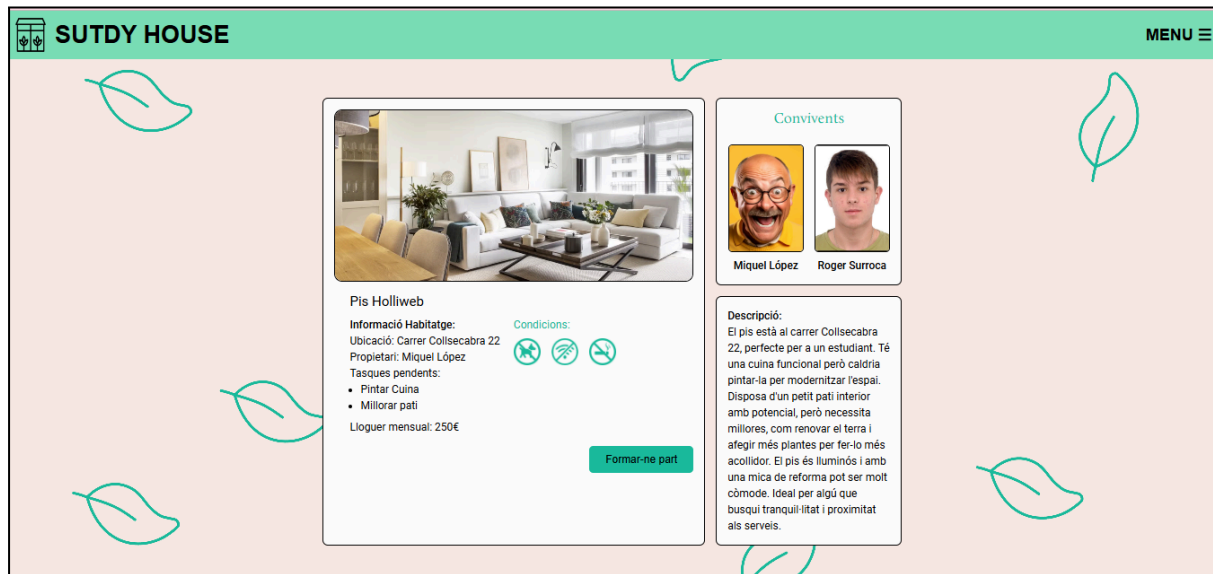 SUTDY HOUSE
MENU ☰
Pis Holliweb
Informació Habitatge:
Ubicació: Carrer Collsecabra 22
Propietari: Miquel López
Tasques pendents:
• Pintar Cuina
• Millorar pati
Lloguer mensual: 250€
Condicions:
Formar-ne part
Convivents
Miquel López
Roger Surroca
Descripció:
El pis està al carrer Collsecabra
22, perfecte per a un estudiant. Té
una cuina funcional però caldria
pintar-la per modernitzar l'espai.
Disposa d'un petit pati interior
amb potencial, però necessita
millores, com renovar el terra i
afegir més plantes per fer-lo més
acollidor. El pis és lluminós i amb
una mica de reforma pot ser molt
còmode. Ideal per algú que
busqui tranquil·litat i proximitat
als serveis.